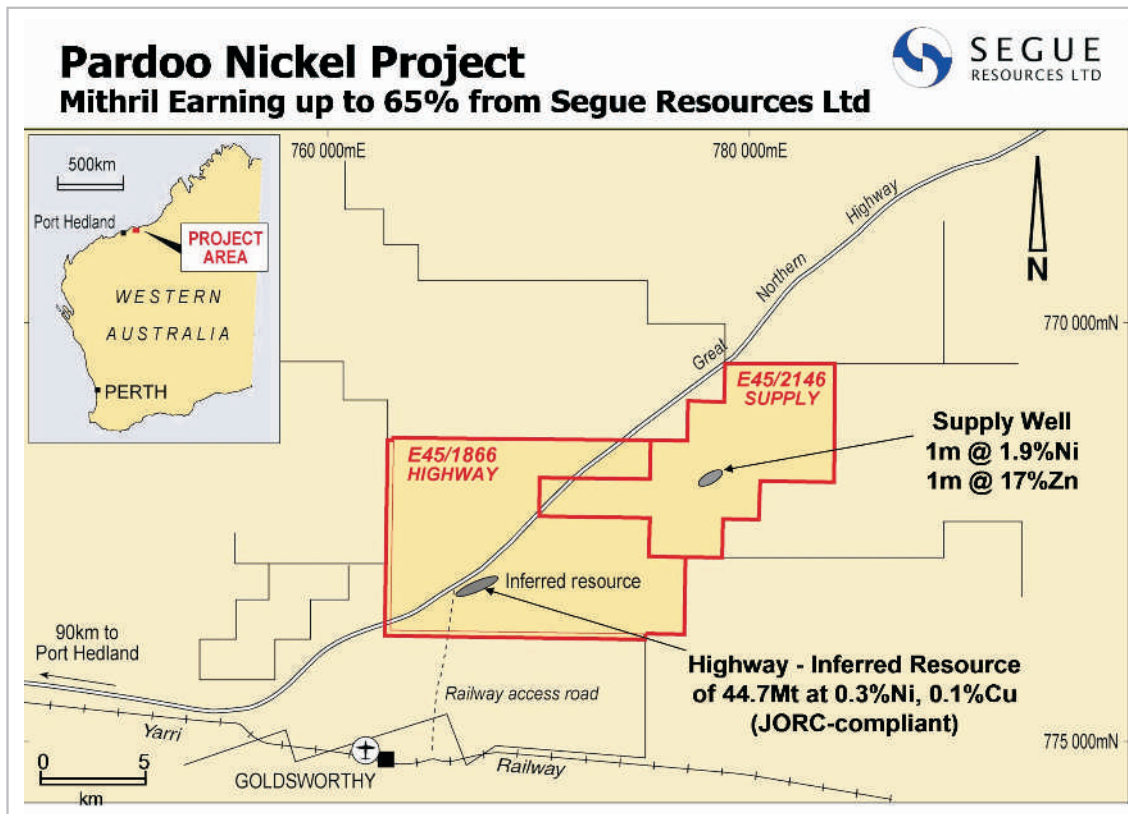 Pardoo Nickel Project
Mithril Earning up to 65% from Segue Resources Ltd
SEGUE
RESOURCES LTD
760 000mE
780 000mE
500km
Port Hedland
PROJECT
AREA
WESTERN
AUSTRALIA
PERTH
Great Northern Highway
N
770 000mN
E45/2146
SUPPLY
E45/1866
HIGHWAY
Supply Well
1m @ 1.9%Ni
1m @ 17%Zn
Inferred resource
90km to
Port Hedland
Highway - Inferred Resource
of 44.7Mt at 0.3%Ni, 0.1%Cu
(JORC-compliant)
Railway access road
Yarri Railway
775 000mN
GOLDSWORTHY
0 5
km